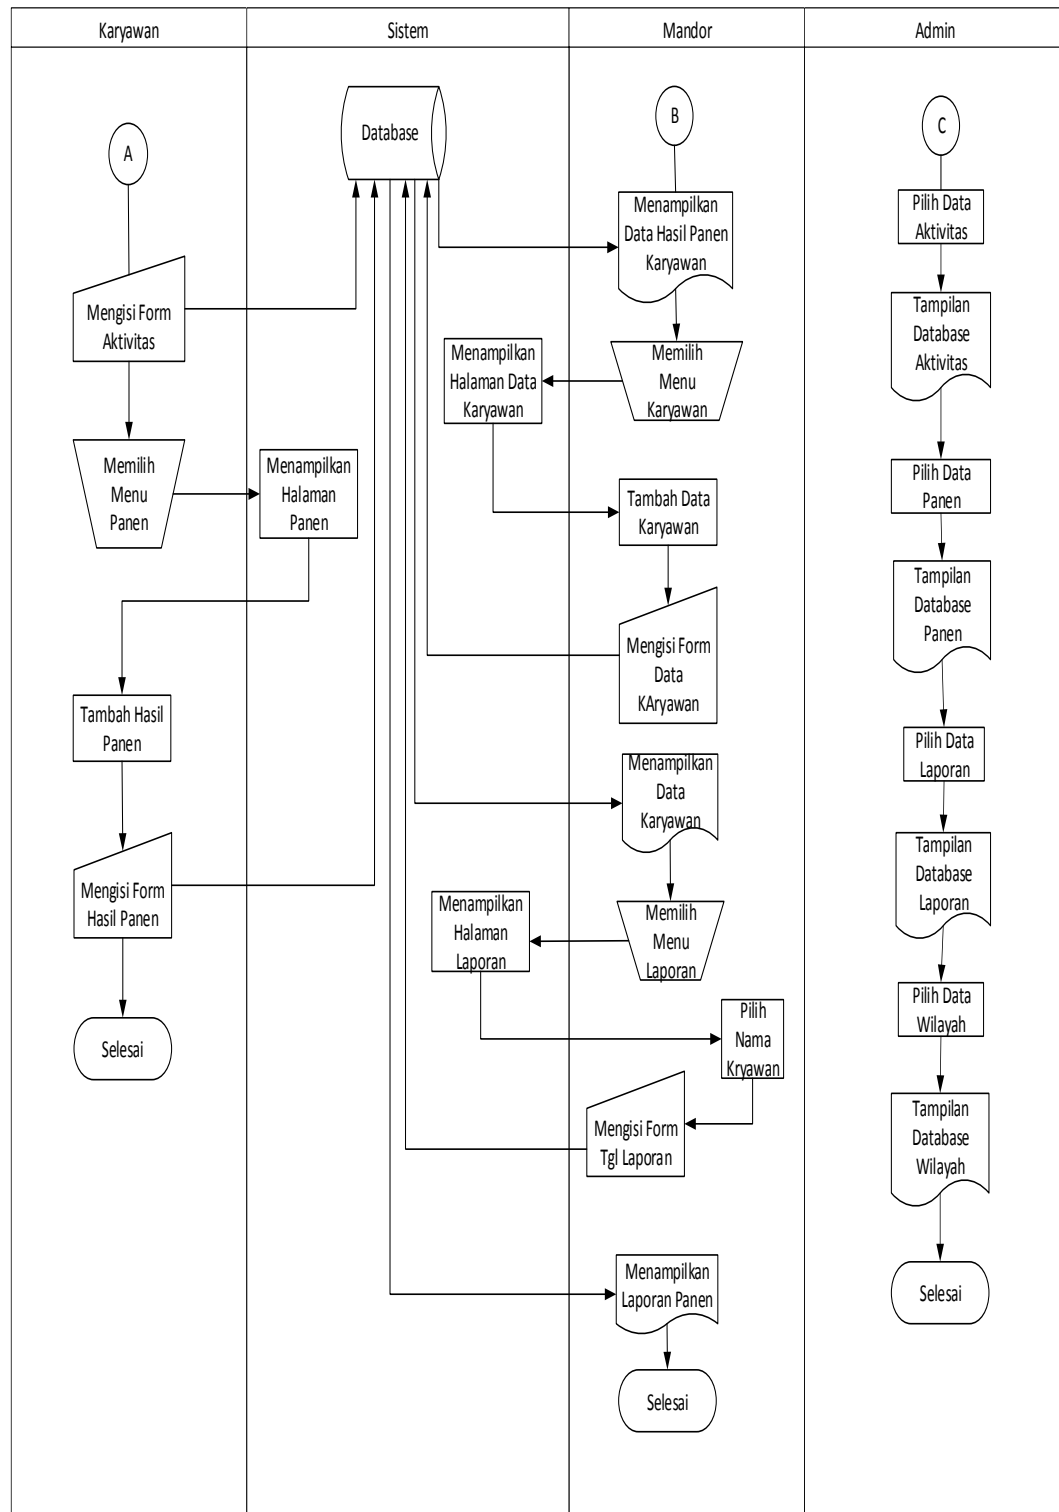 Karyawan
Sistem
Mandor
Admin
A
Mengisi Form
Aktivitas
Memilih
Menu
Panen
Tambah Hasil
Panen
Mengisi Form
Hasil Panen
Selesai
Database
Menampilkan
Halaman Data
Karyawan
Menampilkan
Halaman
Panen
Menampilkan
Halaman
Laporan
B
Menampilkan
Data Hasil Panen
Karyawan
Memilih
Menu
Karyawan
Tambah Data
Karyawan
Mengisi Form
Data
KAryawan
Menampilkan
Data
Karyawan
Memilih
Menu
Laporan
Pilih
Nama
Kryawan
Mengisi Form
Tgl Laporan
Menampilkan
Laporan Panen
Selesai
C
Pilih Data
Aktivitas
Tampilan
Database
Aktivitas
Pilih Data
Panen
Tampilan
Database
Panen
Pilih Data
Laporan
Tampilan
Database
Laporan
Pilih Data
Wilayah
Tampilan
Database
Wilayah
Selesai